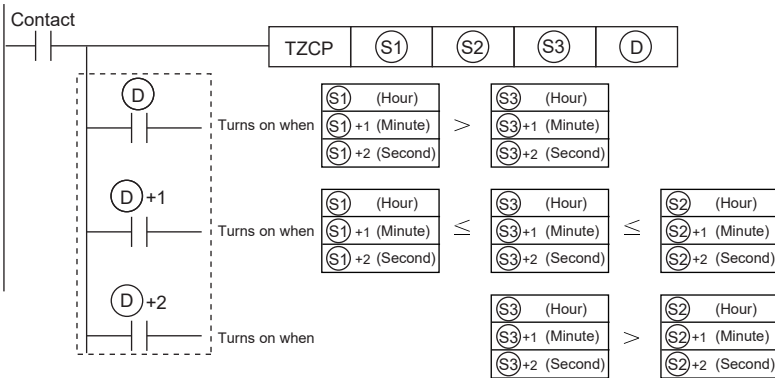 Contact
TZCP S1 S2 S3 D
D
S1 (Hour) S3 (Hour)
Turns on when S1 +1 (Minute) > S3+1 (Minute)
S1 +2 (Second) S3+2 (Second)
D+1
S1 (Hour) S3 (Hour) S2 (Hour)
Turns on when S1 +1 (Minute) ≤ S3+1 (Minute) ≤ S2+1 (Minute)
S1 +2 (Second) S3+2 (Second) S2+2 (Second)
D+2
S3 (Hour) S2 (Hour)
Turns on when S3+1 (Minute) > S2+1 (Minute)
S3+2 (Second) S2+2 (Second)